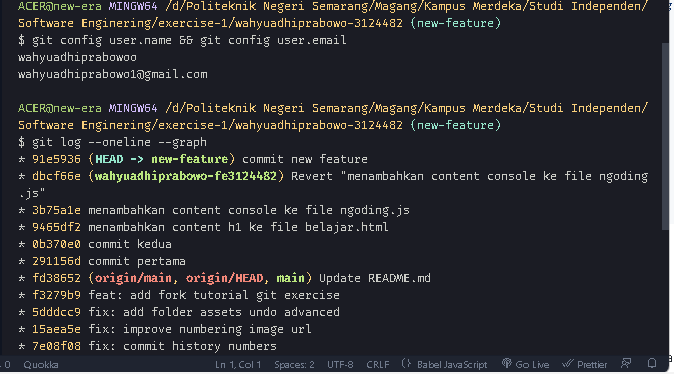 ACER@new-era MINGW64 /d/Politeknik Negeri Semarang/Magang/Kampus Merdeka/Studi Independen/
Software Enginering/exercise-1/wahyuadhiprabowo-3124482 (new-feature)
$ git config user.name && git config user.email
wahyuadhiprabowoo
wahyuadhiprabowo1@gmail.com
ACER@new-era MINGW64 /d/Politeknik Negeri Semarang/Magang/Kampus Merdeka/Studi Independen/
Software Enginering/exercise-1/wahyuadhiprabowo-3124482 (new-feature)
$ git log --oneline --graph
* 91e5936 (HEAD -> new-feature) commit new feature
* dbcf66e (wahyuadhiprabowo-fe3124482) Revert "menambahkan content console ke file ngoding
.js"
* 3b75a1e menambahkan content console ke file ngoding.js
* 9465df2 menambahkan content h1 ke file belajar.html
* 0b370e0 commit kedua
* 291156d commit pertama
* fd38652 (origin/main, origin/HEAD, main) Update README.md
* f3279b9 feat: add fork tutorial git exercise
* 5dddcc9 fix: add folder assets undo advanced
* 15aea5e fix: improve numbering image url
* 7e08f08 fix: commit history numbers
0 Quokka Ln 1, Col 1 Spaces: 2 UTF-8 CRLF {} Babel JavaScript Go Live Prettier